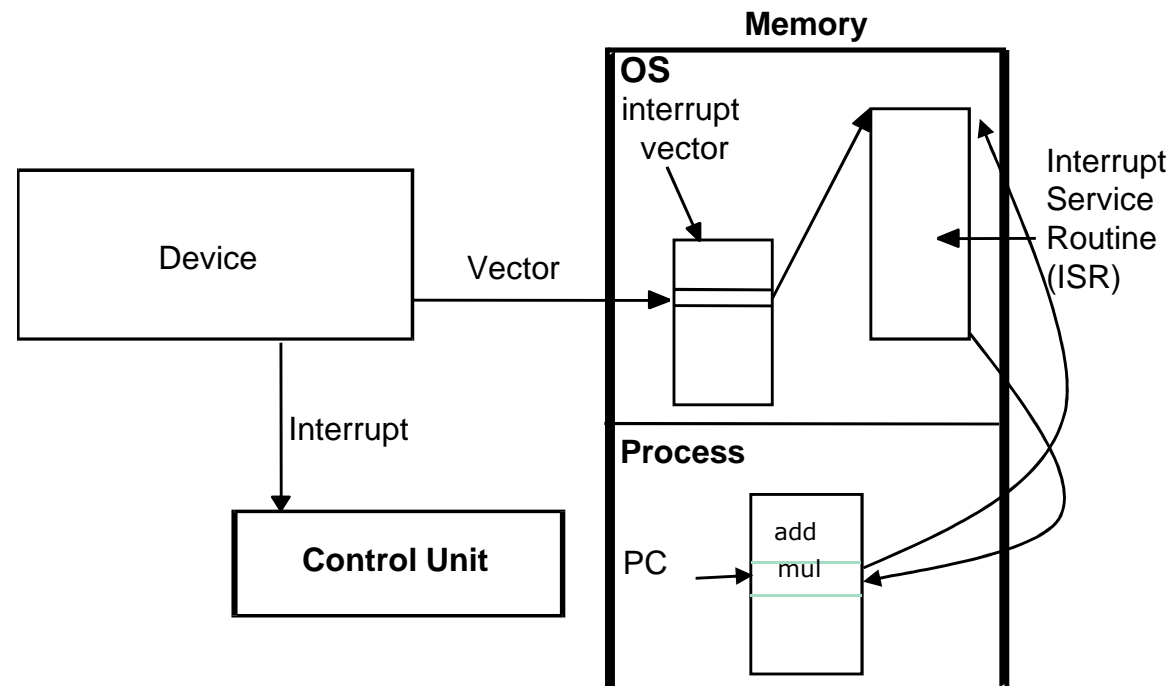 Memory
OS
interrupt
vector
Interrupt
Service
Routine
(ISR)
Device
Vector
Interrupt
Control Unit
Process
add
PC
mul